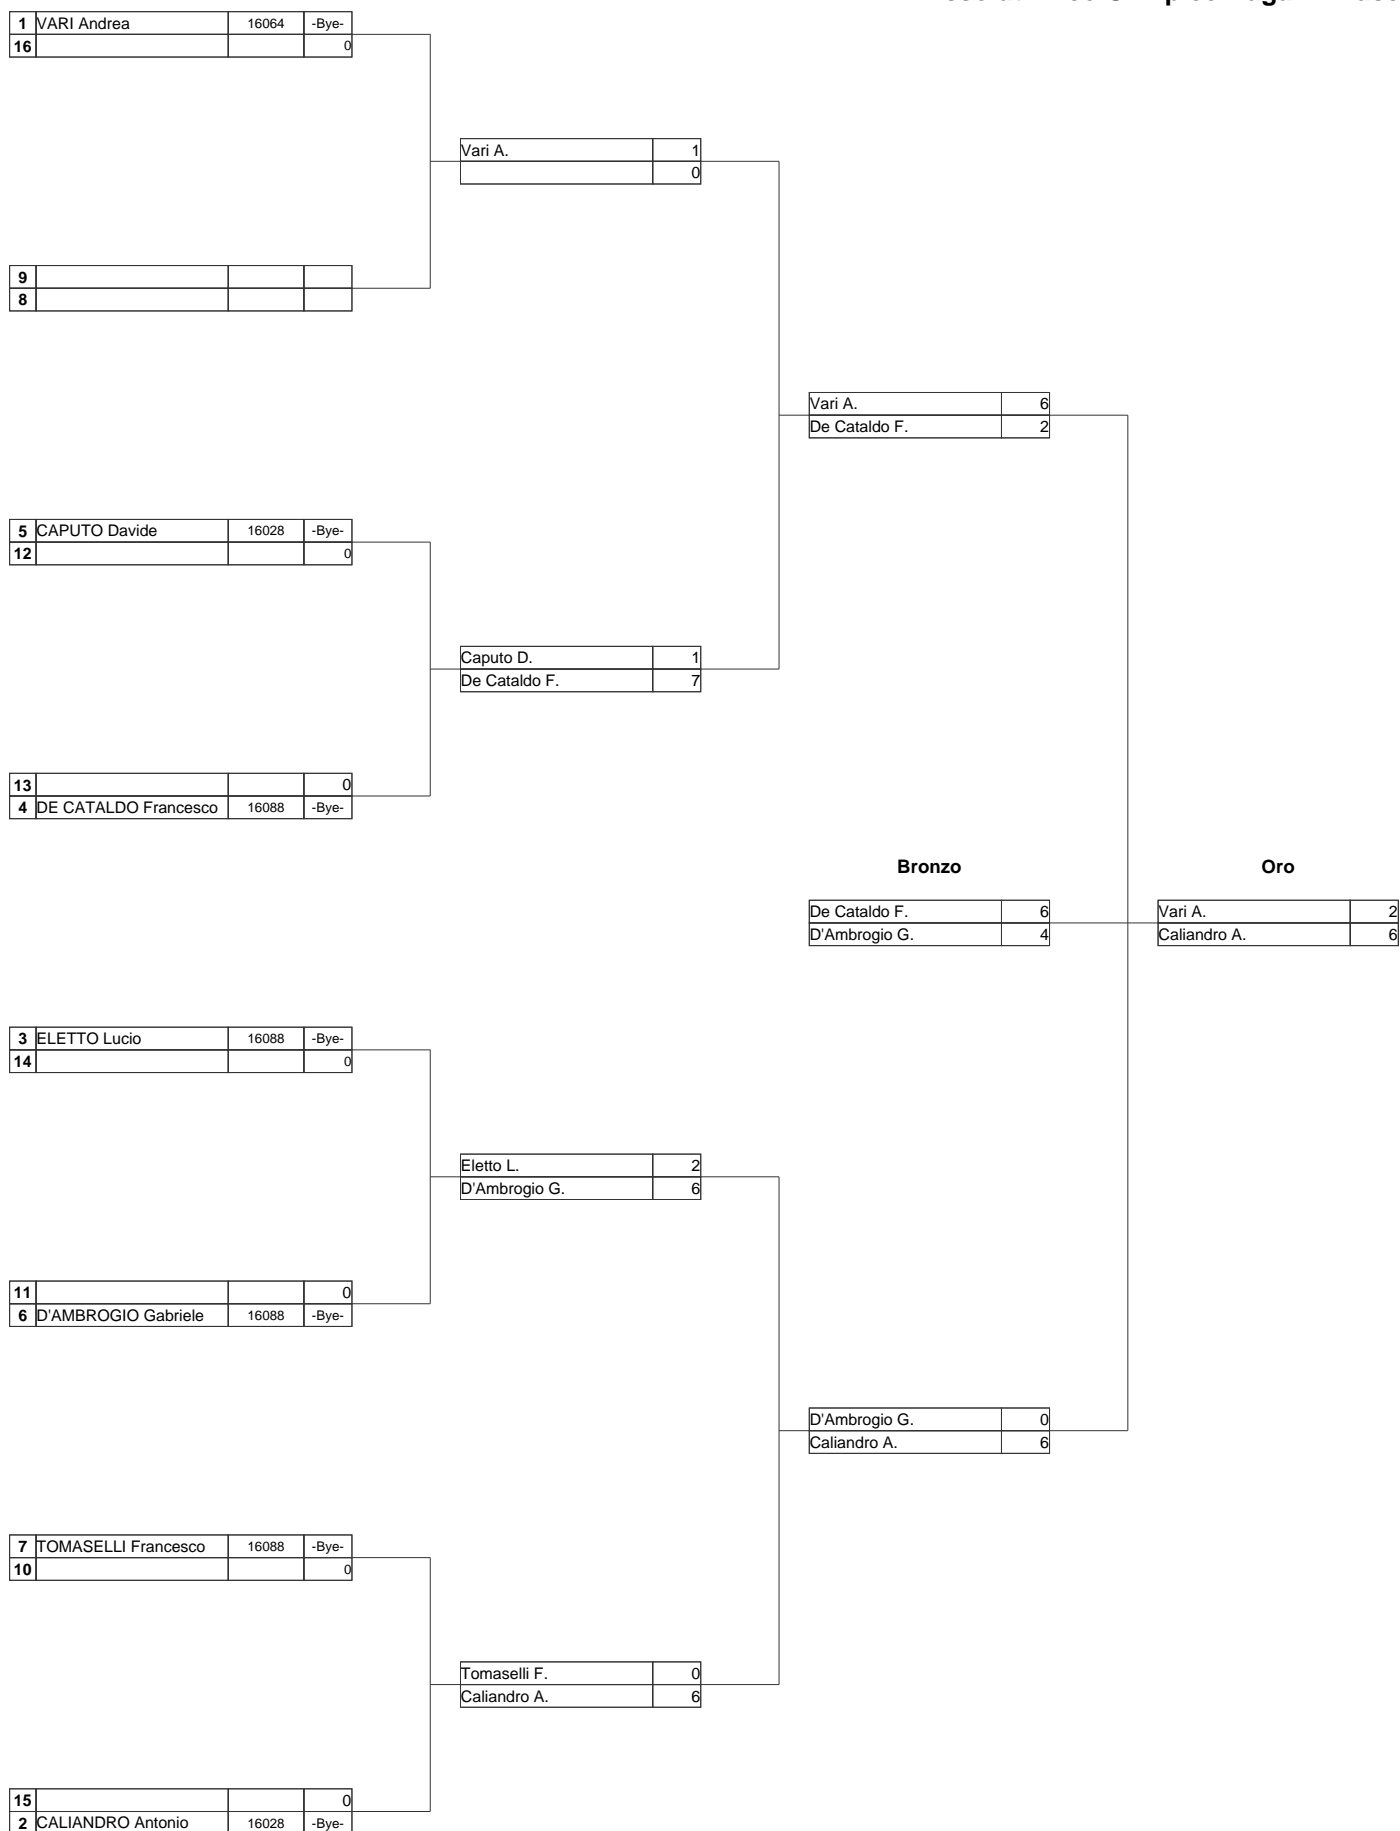 1 VARI Andrea 16064 -Bye-
16 0
Vari A. 1
0
9
8
Vari A. 6
De Cataldo F. 2
5 CAPUTO Davide 16028 -Bye-
12 0
Caputo D. 1
De Cataldo F. 7
13 0
4 DE CATALDO Francesco 16088 -Bye-
Bronzo Oro
De Cataldo F. 6 Vari A. 2
D'Ambrogio G. 4 Caliandro A. 6
3 ELETTO Lucio 16088 -Bye-
14 0
Eletto L. 2
D'Ambrogio G. 6
11 0
6 D'AMBROGIO Gabriele 16088 -Bye-
D'Ambrogio G. 0
Caliandro A. 6
7 TOMASELLI Francesco 16088 -Bye-
10 0
Tomaselli F. 0
Caliandro A. 6
15 0
2 CALIANDRO Antonio 16028 -Bye-